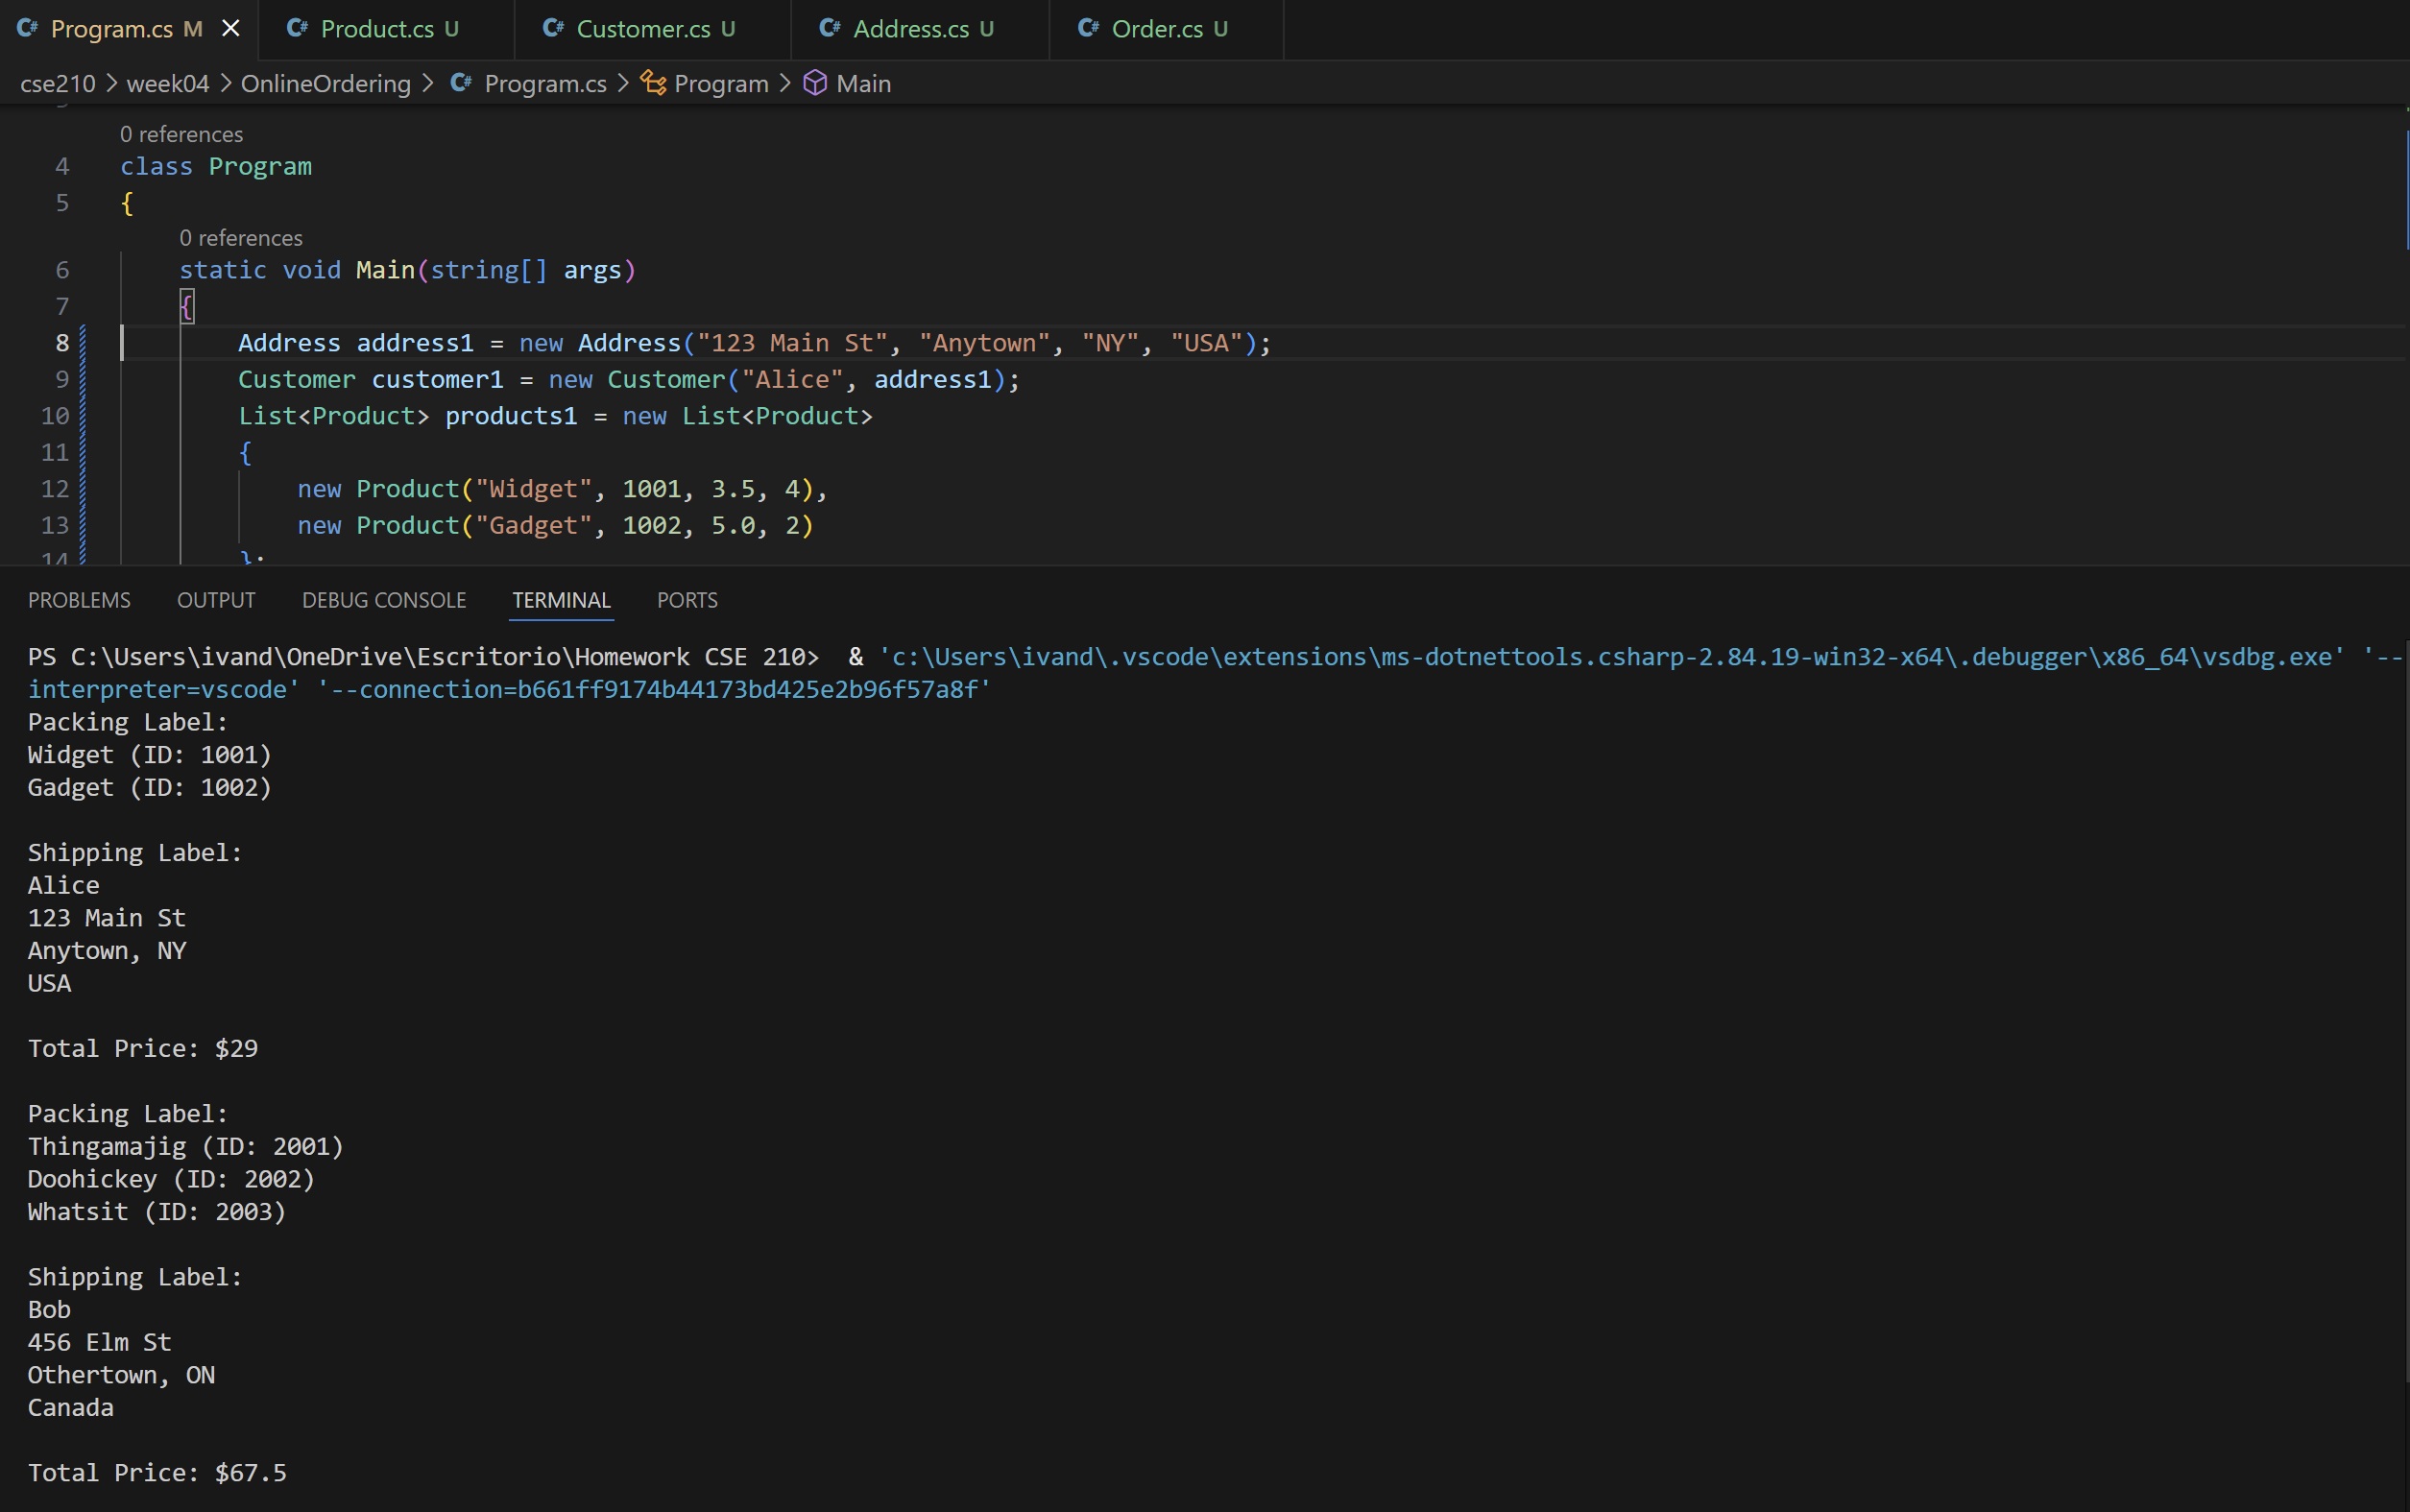 C# Program.cs M ×
C# Product.cs U
C# Customer.cs U
C# Address.cs U
C# Order.cs U
cse210 > week04 > OnlineOrdering > C# Program.cs > Program > Main
0 references
4 class Program
5 {
0 references
6 static void Main(string[] args)
7 {
8 Address address1 = new Address("123 Main St", "Anytown", "NY", "USA");
9 Customer customer1 = new Customer("Alice", address1);
10 List<Product> products1 = new List<Product>
11 {
12 new Product("Widget", 1001, 3.5, 4),
13 new Product("Gadget", 1002, 5.0, 2)
14 };
PROBLEMS OUTPUT DEBUG CONSOLE TERMINAL PORTS
PS C:\Users\ivand\OneDrive\Escritorio\Homework CSE 210>  & 'c:\Users\ivand\.vscode\extensions\ms-dotnettools.csharp-2.84.19-win32-x64\.debugger\x86_64\vsdbg.exe' '--
interpreter=vscode' '--connection=b661ff9174b44173bd425e2b96f57a8f'
Packing Label:
Widget (ID: 1001)
Gadget (ID: 1002)
Shipping Label:
Alice
123 Main St
Anytown, NY
USA
Total Price: $29
Packing Label:
Thingamajig (ID: 2001)
Doohickey (ID: 2002)
Whatsit (ID: 2003)
Shipping Label:
Bob
456 Elm St
Othertown, ON
Canada
Total Price: $67.5